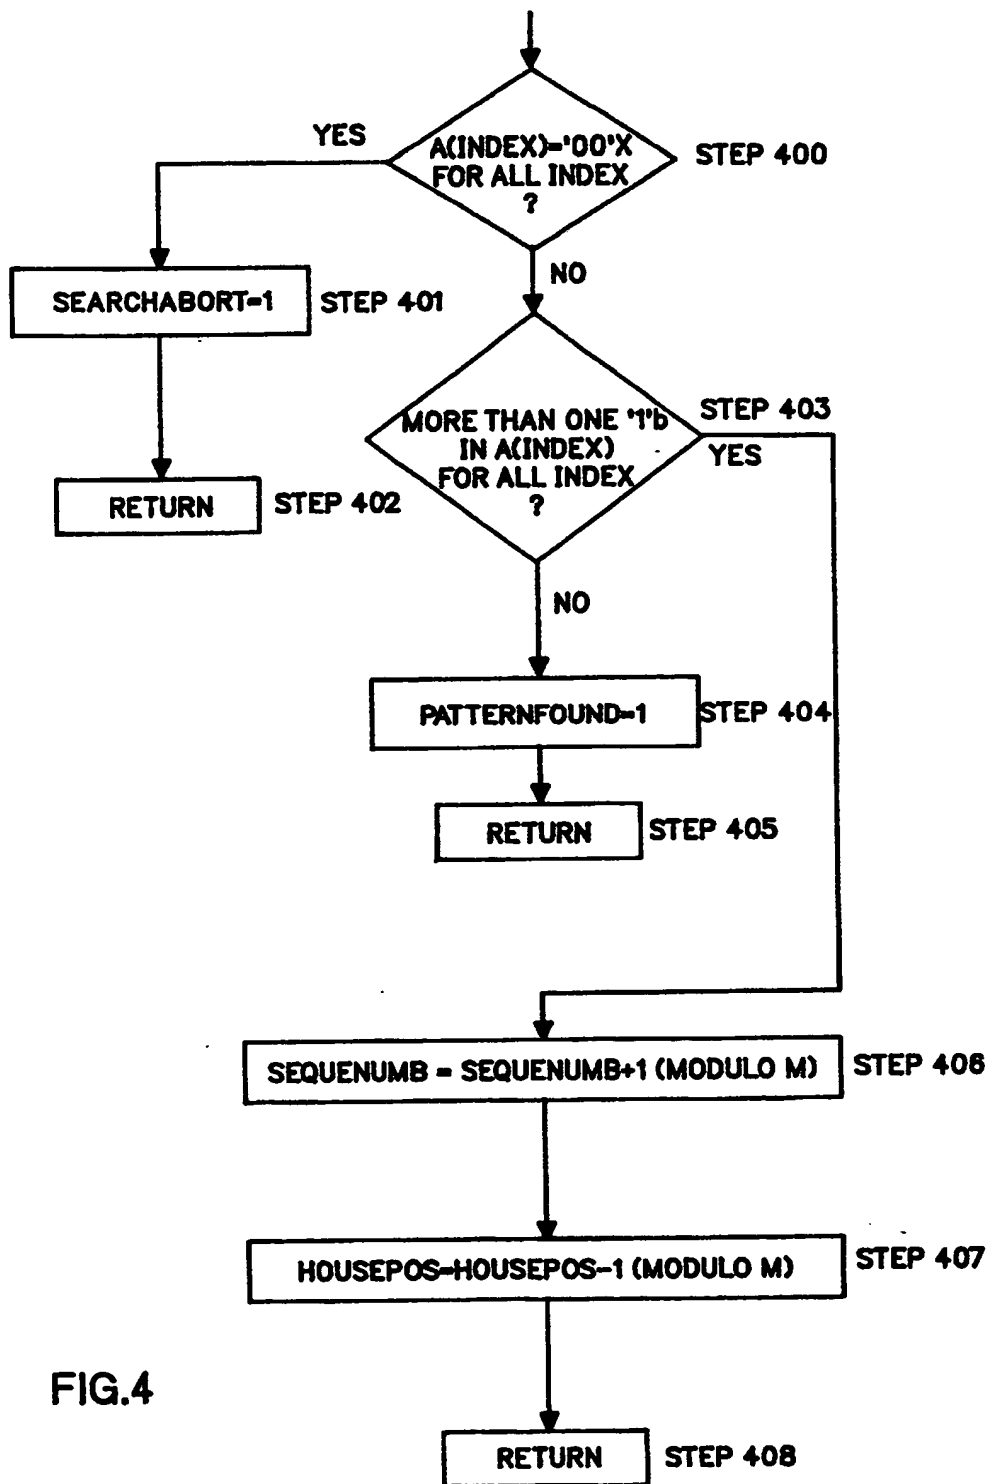 YES
A(INDEX)='00'X
FOR ALL INDEX
?
STEP 400
NO
SEARCHABORT=1
STEP 401
MORE THAN ONE '1'b
IN A(INDEX)
FOR ALL INDEX
?
STEP 403
YES
RETURN
STEP 402
NO
PATTERNFOUND=1
STEP 404
RETURN
STEP 405
SEQUENUMB = SEQUENUMB+1 (MODULO M)
STEP 406
HOUSEPOS=HOUSEPOS-1 (MODULO M)
STEP 407
FIG.4
RETURN
STEP 408